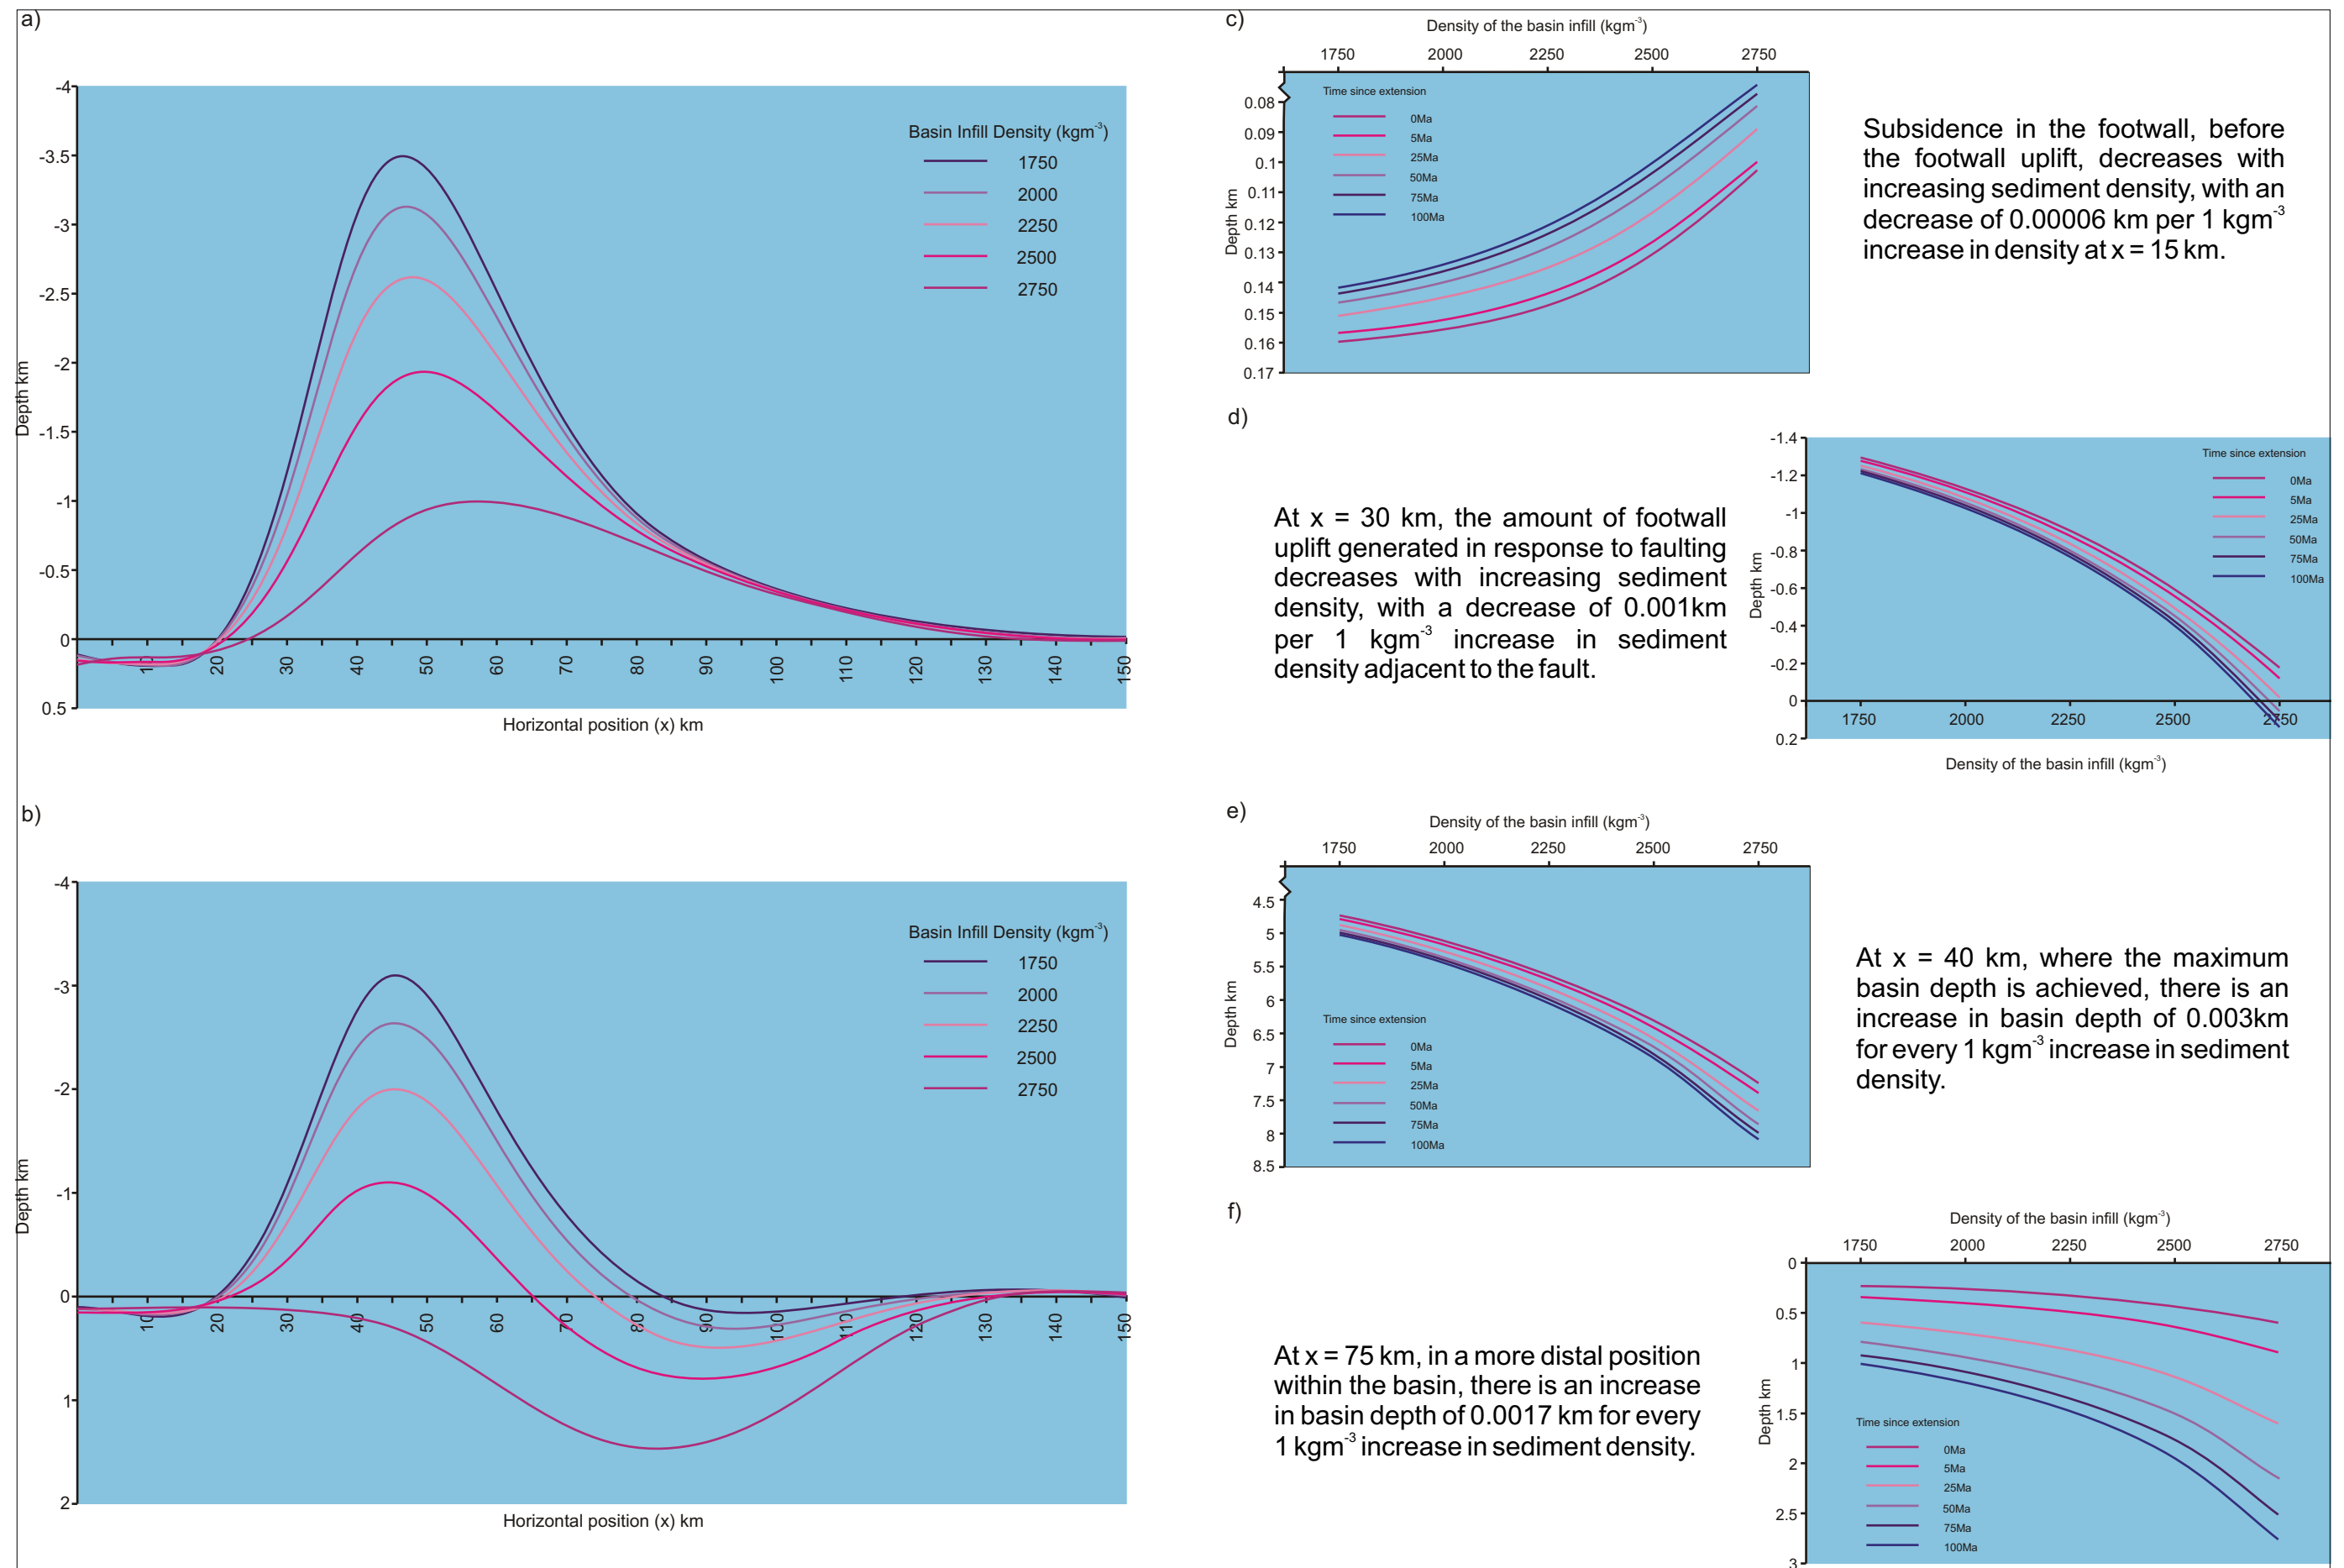 a)
-4
-3.5
-3
-2.5
-2
-1.5
-1
-0.5
0
0.5
Depth km
Basin Infill Density (kgm-3)
1750
2000
2250
2500
2750
10
20
30
40
50
60
70
80
90
100
110
120
130
140
150
Horizontal position (x) km
b)
-4
-3
-2
-1
0
1
2
Depth km
Basin Infill Density (kgm-3)
1750
2000
2250
2500
2750
10
20
30
40
50
60
70
80
90
100
110
120
130
140
150
Horizontal position (x) km
c)
Density of the basin infill (kgm-3)
1750
2000
2250
2500
2750
Time since extension
0Ma
5Ma
25Ma
50Ma
75Ma
100Ma
0.08
0.09
0.1
0.11
0.12
0.13
0.14
0.15
0.16
0.17
Depth km
Subsidence in the footwall, before
the footwall uplift, decreases with
increasing sediment density, with an
decrease of 0.00006 km per 1 kgm-3
increase in density at x = 15 km.
d)
At x = 30 km, the amount of footwall
uplift generated in response to faulting
decreases with increasing sediment
density, with a decrease of 0.001km
per 1 kgm-3 increase in sediment
density adjacent to the fault.
-1.4
-1.2
-1
-0.8
-0.6
-0.4
-0.2
0
0.2
Depth km
Time since extension
0Ma
5Ma
25Ma
50Ma
75Ma
100Ma
1750
2000
2250
2500
2750
Density of the basin infill (kgm-3)
e)
Density of the basin infill (kgm-3)
1750
2000
2250
2500
2750
4.5
5
5.5
6
6.5
7
7.5
8
8.5
Depth km
Time since extension
0Ma
5Ma
25Ma
50Ma
75Ma
100Ma
At x = 40 km, where the maximum
basin depth is achieved, there is an
increase in basin depth of 0.003km
for every 1 kgm-3 increase in sediment
density.
f)
At x = 75 km, in a more distal position
within the basin, there is an increase
in basin depth of 0.0017 km for every
1 kgm-3 increase in sediment density.
Density of the basin infill (kgm-3)
1750
2000
2250
2500
2750
0
0.5
1
1.5
2
2.5
3
Depth km
Time since extension
0Ma
5Ma
25Ma
50Ma
75Ma
100Ma